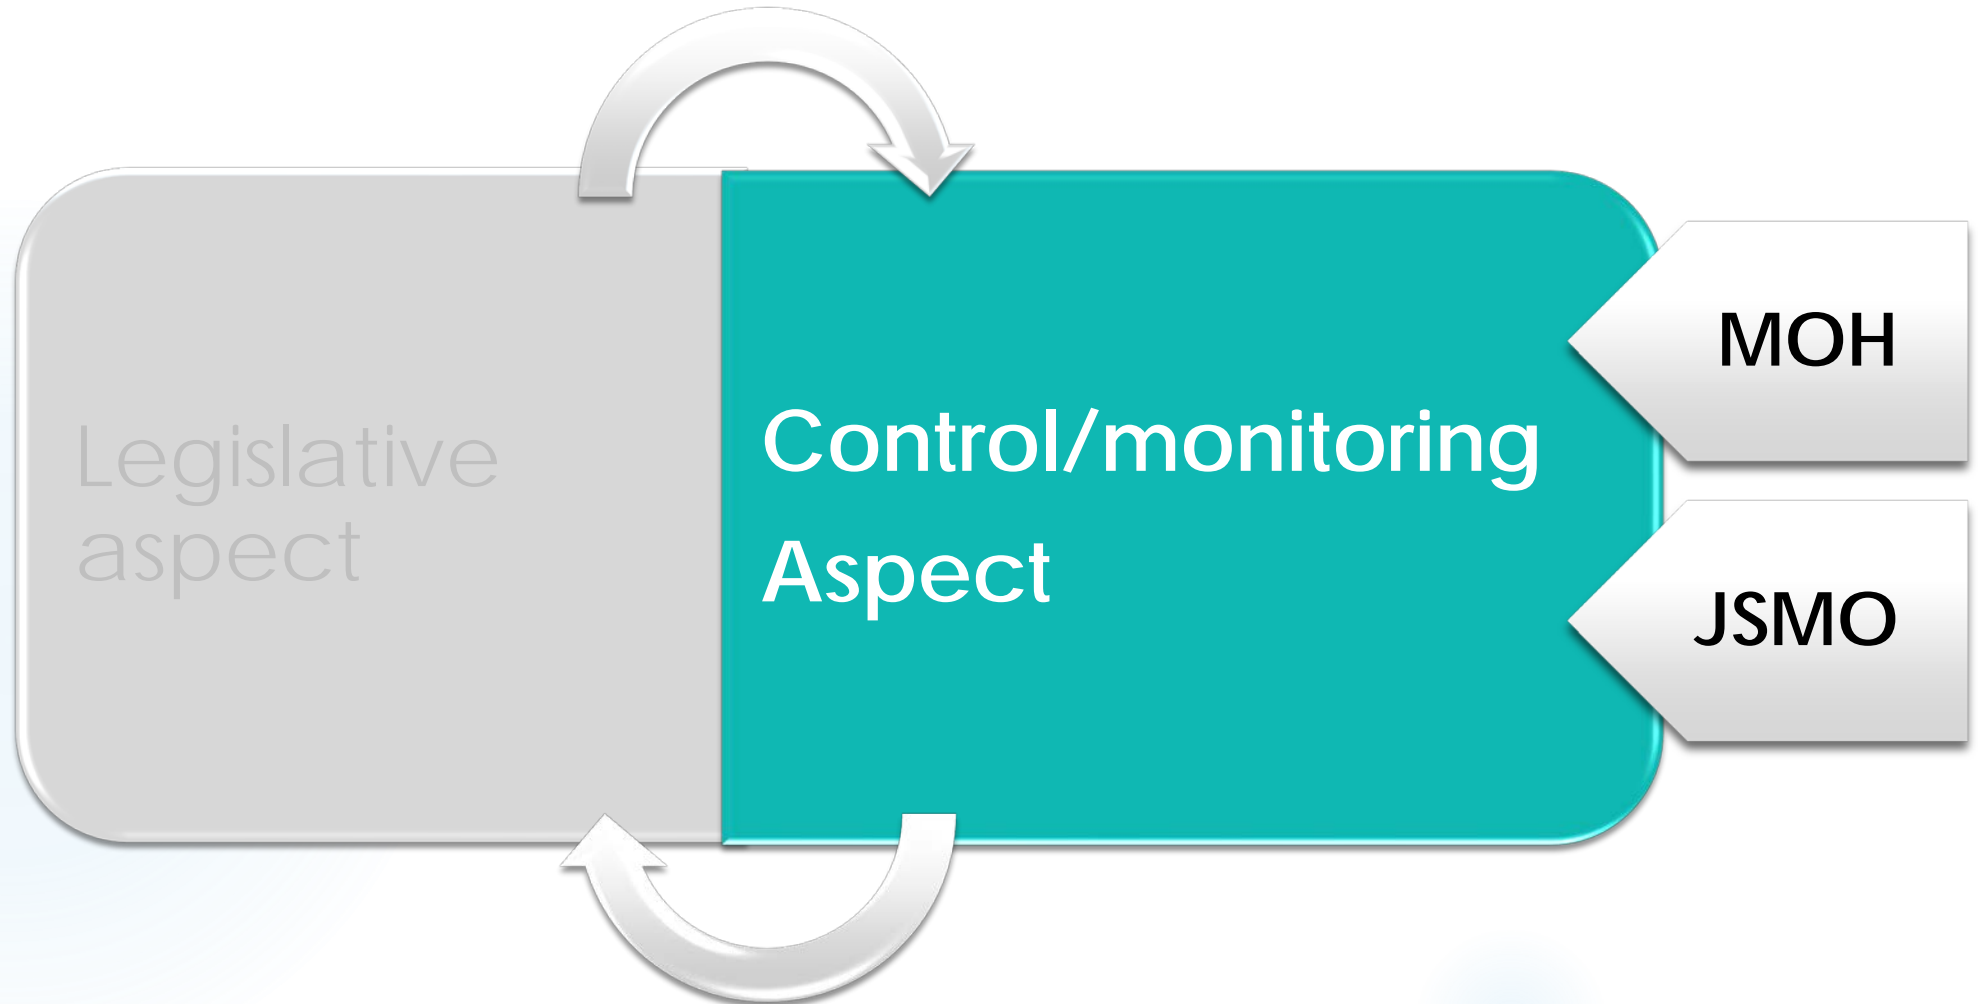 Legislative
aspect
Control/monitoring
Aspect
MOH
JSMO